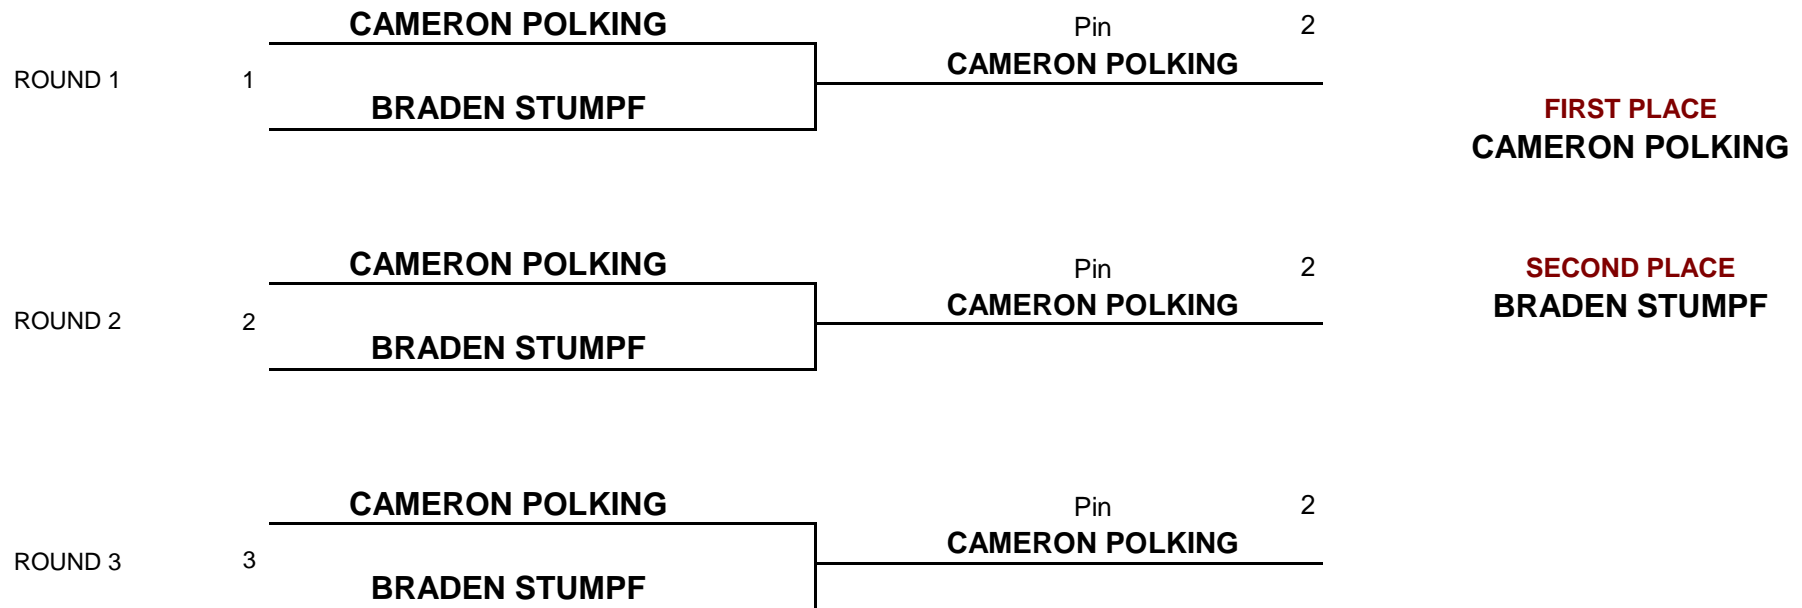 CAMERON POLKING
Pin 2
CAMERON POLKING
ROUND 1 1
BRADEN STUMPF
FIRST PLACE
CAMERON POLKING
CAMERON POLKING
Pin 2
SECOND PLACE
CAMERON POLKING
BRADEN STUMPF
ROUND 2 2
BRADEN STUMPF
CAMERON POLKING
Pin 2
CAMERON POLKING
ROUND 3 3
BRADEN STUMPF